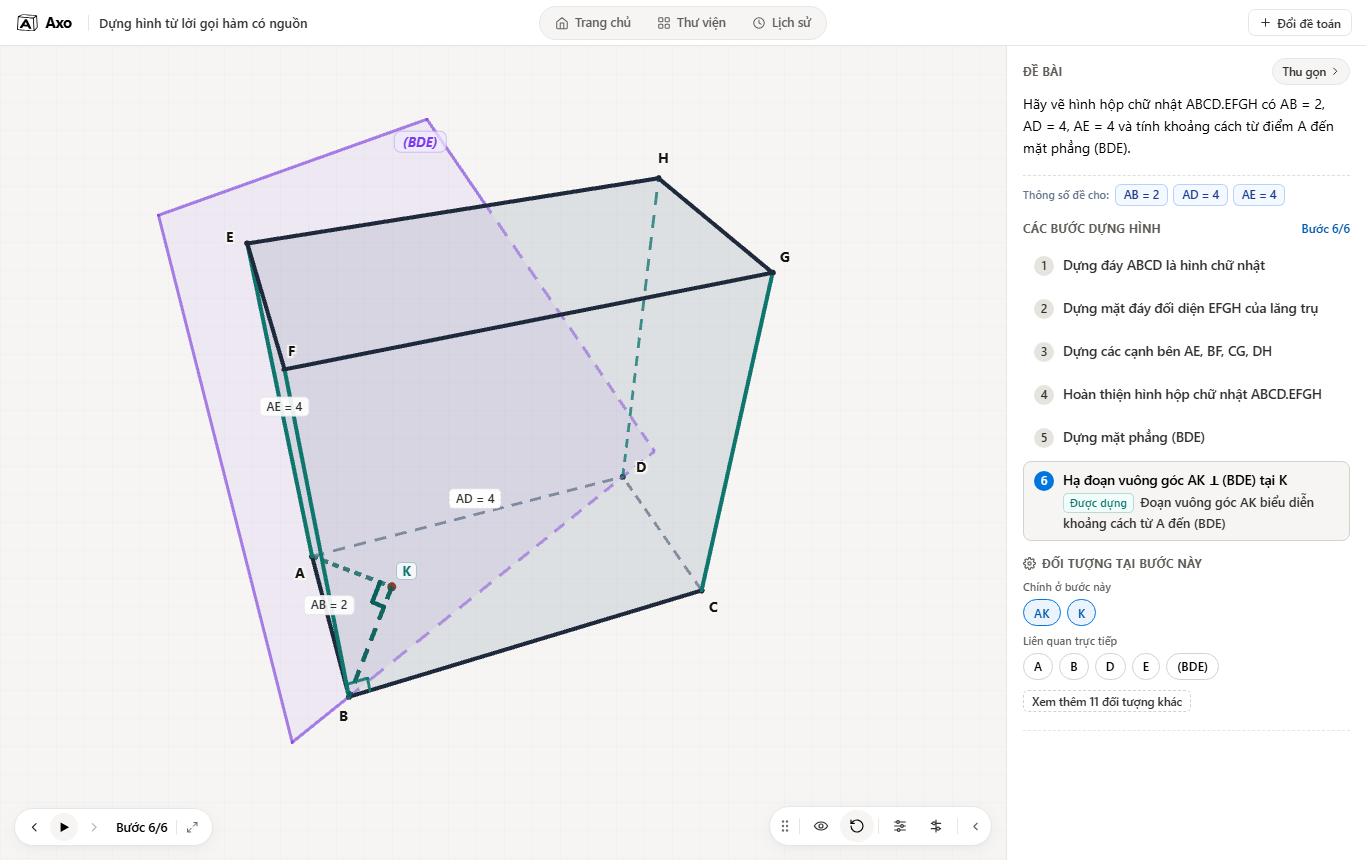 Axo
Dựng hình từ lời gọi hàm có nguồn
Trang chủ
Thư viện
Lịch sử
Đổi đề toán
(BDE)
H
E
G
F
AE = 4
D
AD = 4
A
K
AB = 2
C
B
Bước 6/6
ĐỀ BÀI
Thu gọn
Hãy vẽ hình hộp chữ nhật ABCD.EFGH có AB = 2,
AD = 4, AE = 4 và tính khoảng cách từ điểm A đến
mặt phẳng (BDE).
Thông số đề cho: AB = 2 AD = 4 AE = 4
CÁC BƯỚC DỰNG HÌNH
Bước 6/6
1 Dựng đáy ABCD là hình chữ nhật
2 Dựng mặt đáy đối diện EFGH của lăng trụ
3 Dựng các cạnh bên AE, BF, CG, DH
4 Hoàn thiện hình hộp chữ nhật ABCD.EFGH
5 Dựng mặt phẳng (BDE)
6 Hạ đoạn vuông góc AK ⊥ (BDE) tại K
Được dựng Đoạn vuông góc AK biểu diễn
khoảng cách từ A đến (BDE)
ĐỐI TƯỢNG TẠI BƯỚC NÀY
Chính ở bước này
AK K
Liên quan trực tiếp
A B D E (BDE)
Xem thêm 11 đối tượng khác